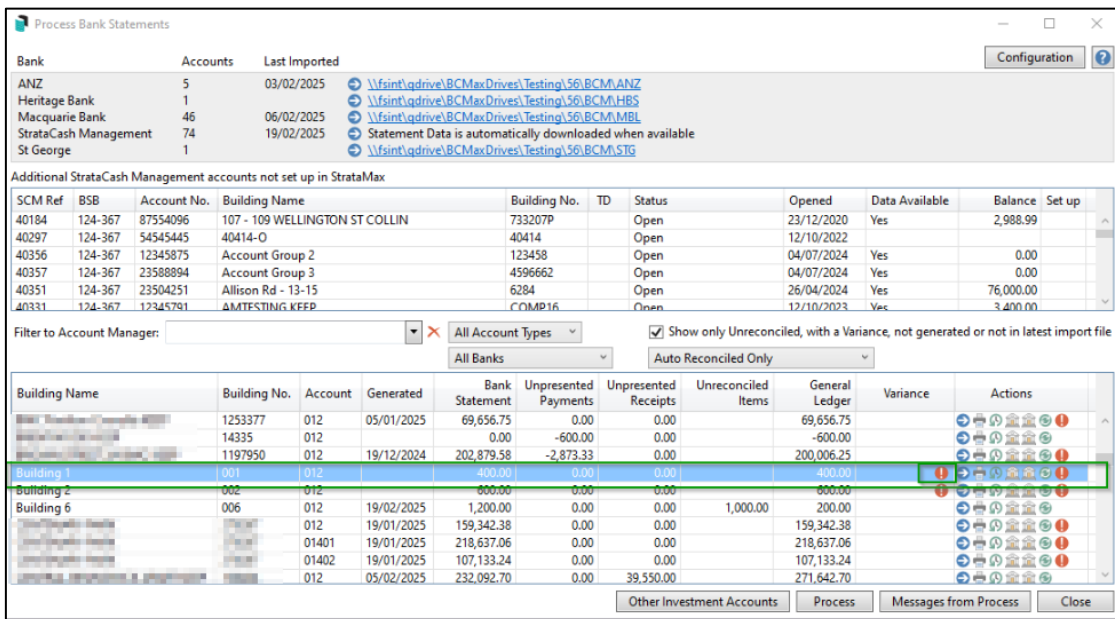 Process Bank Statements
Configuration
Bank Accounts Last Imported
ANZ 5 03/02/2025 \\fsint\qdrive\BCMaxDrives\Testing\56\BCM\ANZ
Heritage Bank 1 \\fsint\qdrive\BCMaxDrives\Testing\56\BCM\HBS
Macquarie Bank 46 06/02/2025 \\fsint\qdrive\BCMaxDrives\Testing\56\BCM\MBL
StrataCash Management 74 19/02/2025 Statement Data is automatically downloaded when available
St George 1 \\fsint\qdrive\BCMaxDrives\Testing\56\BCM\STG
Additional StrataCash Management accounts not set up in StrataMax
SCM Ref BSB Account No. Building Name Building No. TD Status Opened Data Available Balance Set up
40184 124-367 87554096 107 - 109 WELLINGTON ST COLLIN 733207P Open 23/12/2020 Yes 2,988.99
40297 124-367 54545445 40414-O 40414 Open 12/10/2022
40356 124-367 12345875 Account Group 2 123458 Open 04/07/2024 Yes 0.00
40357 124-367 23588894 Account Group 3 4596662 Open 04/07/2024 Yes 0.00
40351 124-367 23504251 Allison Rd - 13-15 6284 Open 26/04/2024 Yes 76,000.00
40331 124-367 12345791 AMTESTING KEEP COMP16 Open 12/10/2023 Yes 3,400.00
Filter to Account Manager: All Account Types Show only Unreconciled, with a Variance, not generated or not in latest import file
All Banks Auto Reconciled Only
Building Name Building No. Account Generated Bank Statement Unpresented Payments Unpresented Receipts Unreconciled Items General Ledger Variance Actions
1253377 012 05/01/2025 69,656.75 0.00 0.00 69,656.75
14335 012 0.00 -600.00 0.00 -600.00
1197950 012 19/12/2024 202,879.58 -2,873.33 0.00 200,006.25
Building 1 001 012 400.00 0.00 0.00 400.00
Building 2 002 012 600.00 0.00 0.00 600.00
Building 6 006 012 19/02/2025 1,200.00 0.00 0.00 1,000.00 200.00
012 19/01/2025 159,342.38 0.00 0.00 159,342.38
01401 19/01/2025 218,637.06 0.00 0.00 218,637.06
01402 19/01/2025 107,133.24 0.00 0.00 107,133.24
012 05/02/2025 232,092.70 0.00 39,550.00 271,642.70
Other Investment Accounts Process Messages from Process Close